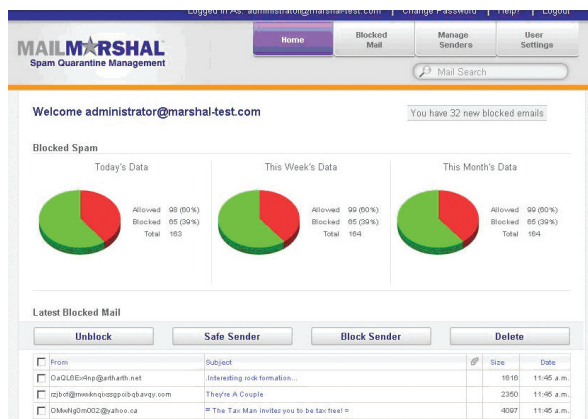 Logged In As: administrator@marshal-test.com | Change Password | Help? | Logout
MAILMARSHAL
Spam Quarantine Management
Home
Blocked Mail
Manage Senders
User Settings
Mail Search
Welcome administrator@marshal-test.com
You have 32 new blocked emails
Blocked Spam
Today's Data
This Week's Data
This Month's Data
Allowed 98 (60%)
Blocked 65 (39%)
Total 163
Allowed 99 (60%)
Blocked 65 (39%)
Total 164
Allowed 99 (60%)
Blocked 65 (39%)
Total 164
Latest Blocked Mail
Unblock Safe Sender Block Sender Delete
From Subject Size Date
OaQL6Ex4np@artharth.net .Interesting rock formation... 1616 11:45 a.m.
They're A Couple 2350 11:45 a.m.
OMwNg0m002@yahoo.ca = The Tax Man invites you to be tax free! = 4097 11:45 a.m.